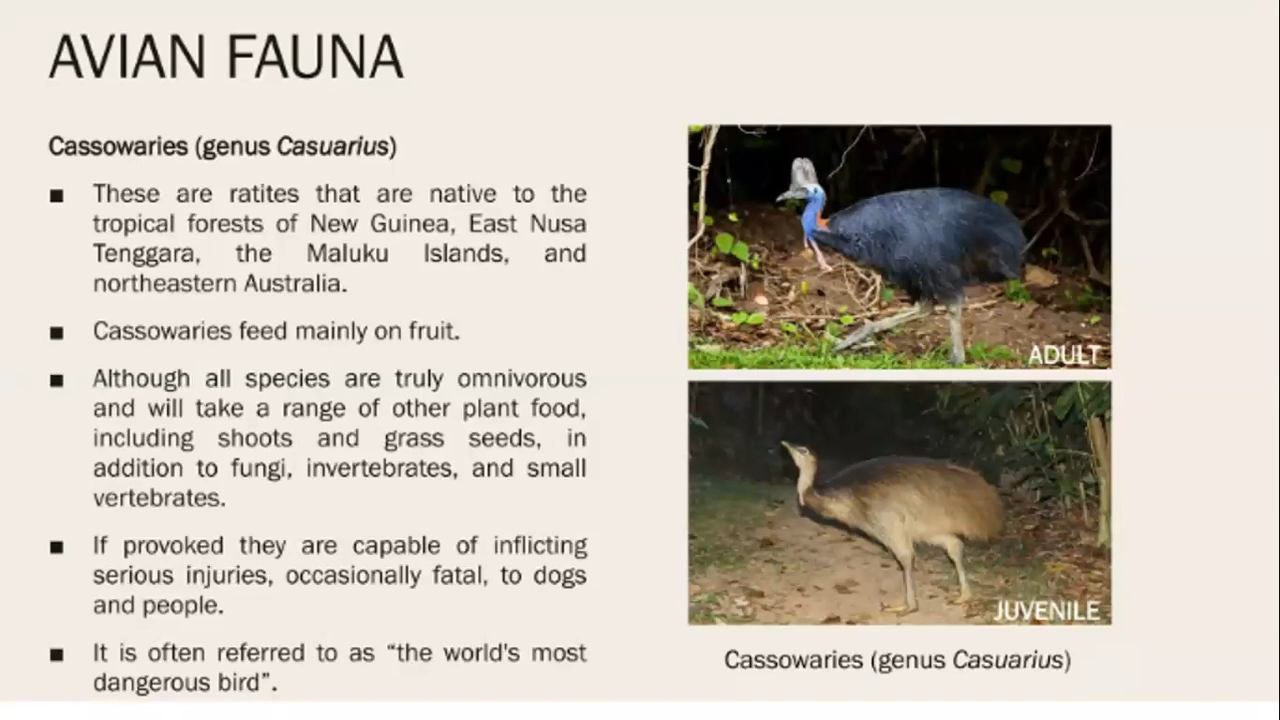 AVIAN FAUNA
Cassowaries (genus Casuarius)
■ These are ratites that are native to the
tropical forests of New Guinea, East Nusa
Tenggara, the Maluku Islands, and
northeastern Australia.
■ Cassowaries feed mainly on fruit.
■ Although all species are truly omnivorous
and will take a range of other plant food,
including shoots and grass seeds, in
addition to fungi, invertebrates, and small
vertebrates.
■ If provoked they are capable of inflicting
serious injuries, occasionally fatal, to dogs
and people.
■ It is often referred to as “the world's most
dangerous bird”.
ADULT
JUVENILE
Cassowaries (genus Casuarius)